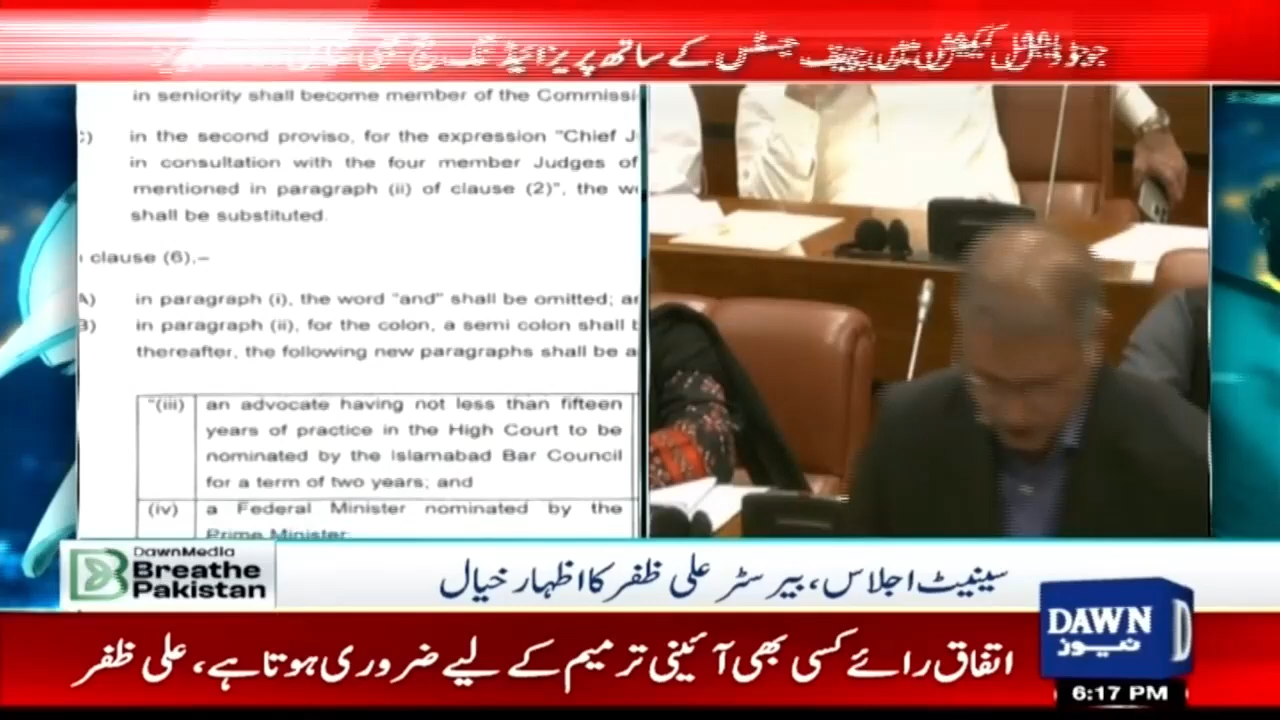 کے ساتھ پریزائیڈنگ جج بھی
in seniority shall become member of the Commissi
in the second proviso, for the expression "Chief J
in consultation with the four member Judges of
mentioned in paragraph (ii) of clause (2)", the w
shall be substituted.
clause (6),–
A) in paragraph (i), the word "and" shall be omitted; an
B) in paragraph (ii), for the colon, a semi colon shall b
thereafter, the following new paragraphs shall be a
"(iii) an advocate having not less than fifteen
years of practice in the High Court to be
nominated by the Islamabad Bar Council
for a term of two years; and
(iv) a Federal Minister nominated by the
Prime Minister;
DawnMedia
Breathe
Pakistan
سینیٹ اجلاس، بیرسٹر علی ظفر کا اظہار خیال
DAWN
نیوز
اتفاق رائے کسی بھی آئینی ترمیم کے لیے ضروری ہوتا ہے، علی ظفر
6:17 PM